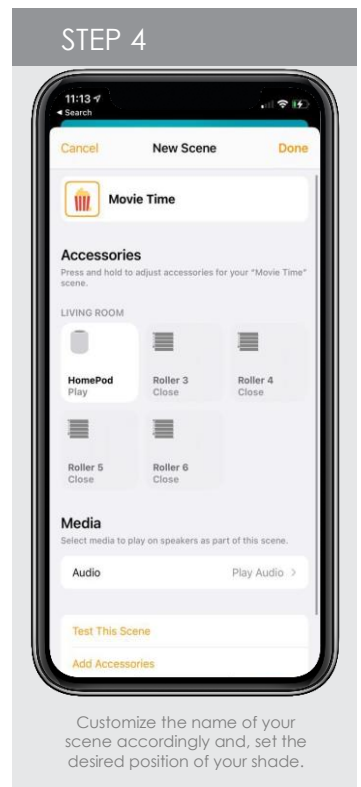 STEP 4
11:13
◀ Search
Cancel New Scene Done
Movie Time
Accessories
Press and hold to adjust accessories for your "Movie Time"
scene.
LIVING ROOM
HomePod Roller 3 Roller 4
Play Close Close
Roller 5 Roller 6
Close Close
Media
Select media to play on speakers as part of this scene.
Audio Play Audio >
Test This Scene
Add Accessories
Customize the name of your
scene accordingly and, set the
desired position of your shade.